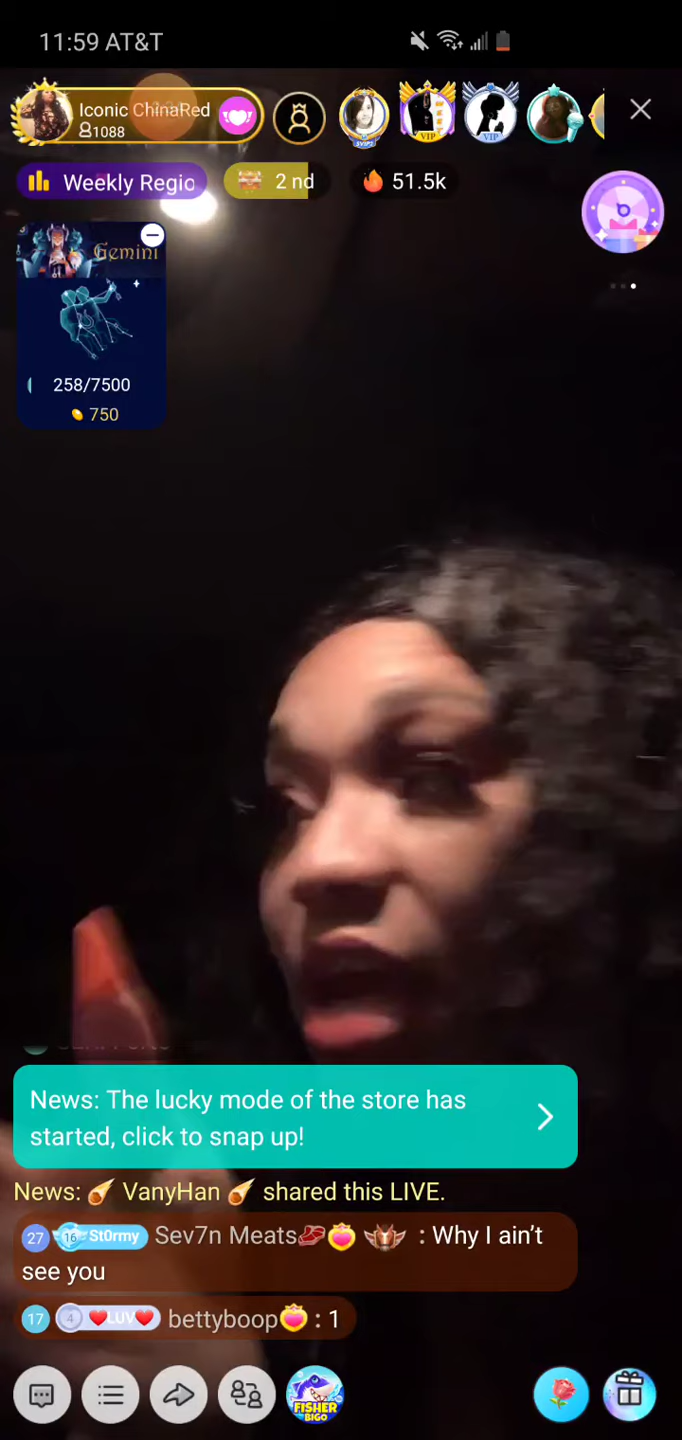 11:59 AT&T
Iconic ChinaRed
1088
VIP
VIP
Weekly Regio
2 nd
51.5k
Gemini
258/7500
750
News: The lucky mode of the store has
started, click to snap up!
News: VanyHan shared this LIVE.
27 16 St0rmy Sev7n Meats : Why I ain't
see you
17 4 LUV bettyboop : 1
FISHER
BIGO